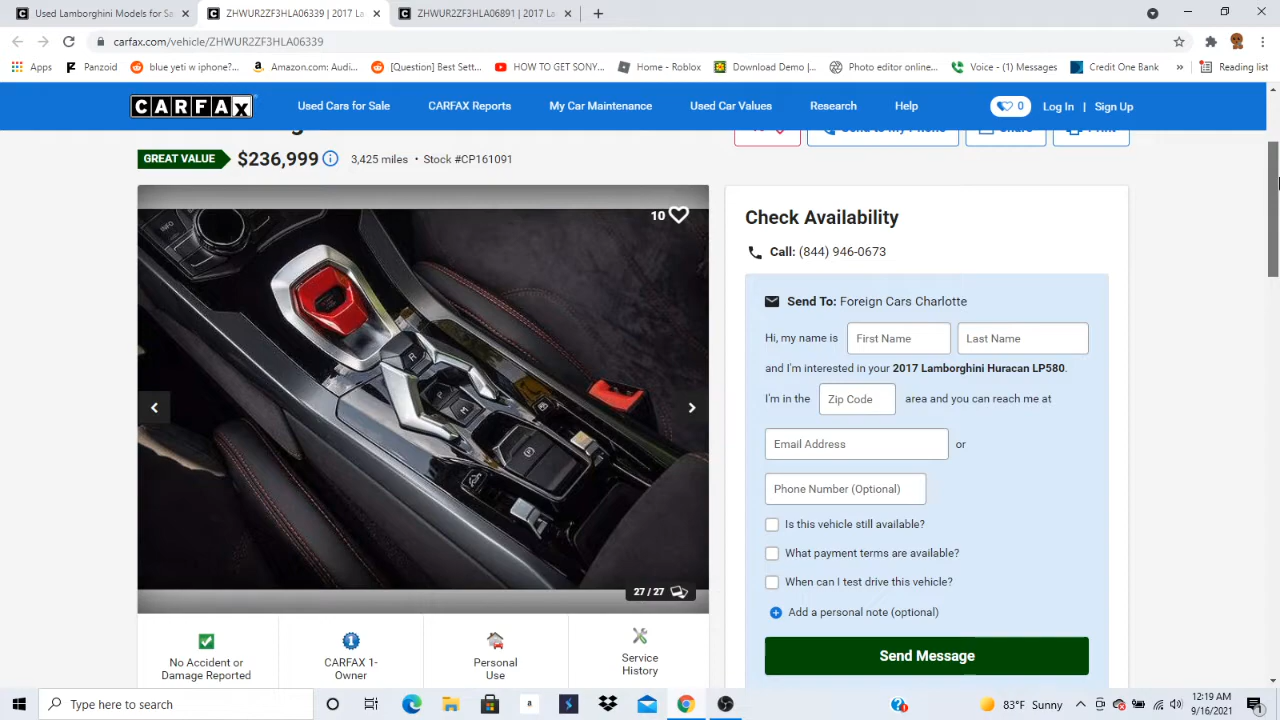 Used Lamborghini Models for Sa
ZHWUR2ZF3HLA06339 | 2017 La
ZHWUR2ZF3HLA06891 | 2017 La
carfax.com/vehicle/ZHWUR2ZF3HLA06339
Apps
Panzoid
blue yeti w iphone?...
Amazon.com: Audi...
[Question] Best Sett...
HOW TO GET SONY...
Home - Roblox
Download Demo |...
Photo editor online...
Voice - (1) Messages
Credit One Bank
»
Reading list
CARFAX
Used Cars for Sale
CARFAX Reports
My Car Maintenance
Used Car Values
Research
Help
0
Log In | Sign Up
GREAT VALUE
$236,999
3,425 miles • Stock #CP161091
10
INFO
R
P
M
27 / 27
Check Availability
Call: (844) 946-0673
Send To: Foreign Cars Charlotte
Hi, my name is
First Name
Last Name
and I'm interested in your 2017 Lamborghini Huracan LP580.
I'm in the
Zip Code
area and you can reach me at
Email Address
or
Phone Number (Optional)
Is this vehicle still available?
What payment terms are available?
When can I test drive this vehicle?
Add a personal note (optional)
Send Message
No Accident or
Damage Reported
CARFAX 1-
Owner
Personal
Use
Service
History
Type here to search
83°F Sunny
12:19 AM
9/16/2021
1